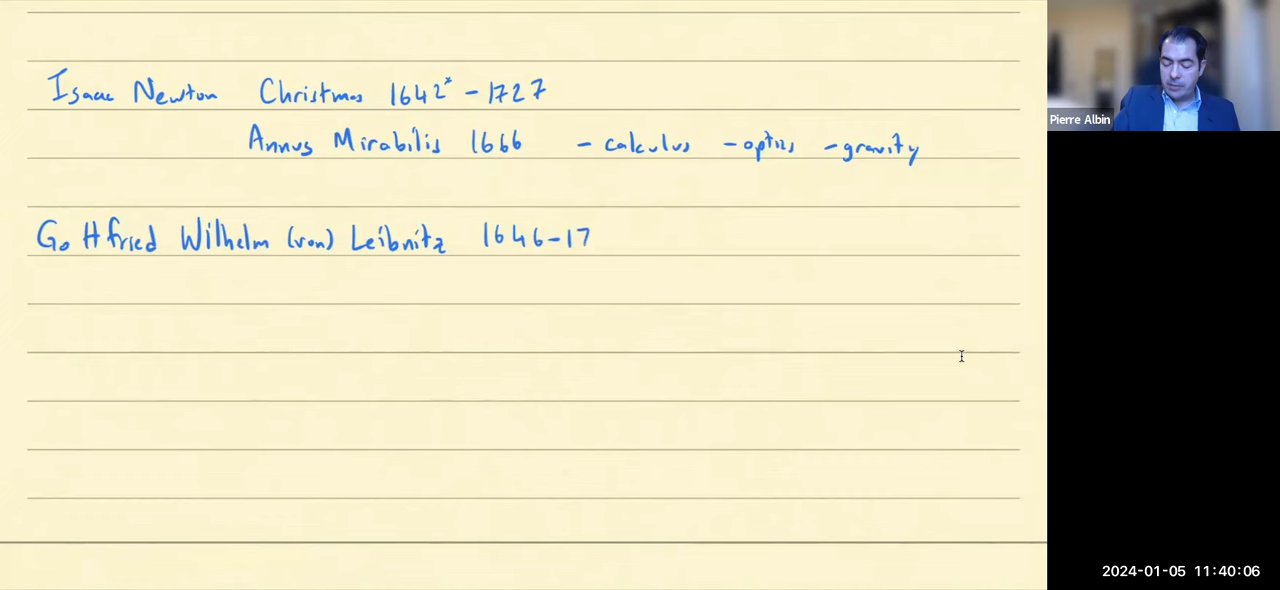 Isaac Newton Christmas 1642* - 1727
Annus Mirabilis 1666 - calculus - optics - gravity
Gottfried Wilhelm (von) Leibnitz 1646-17
Pierre Albin
2024-01-05 11:40:06